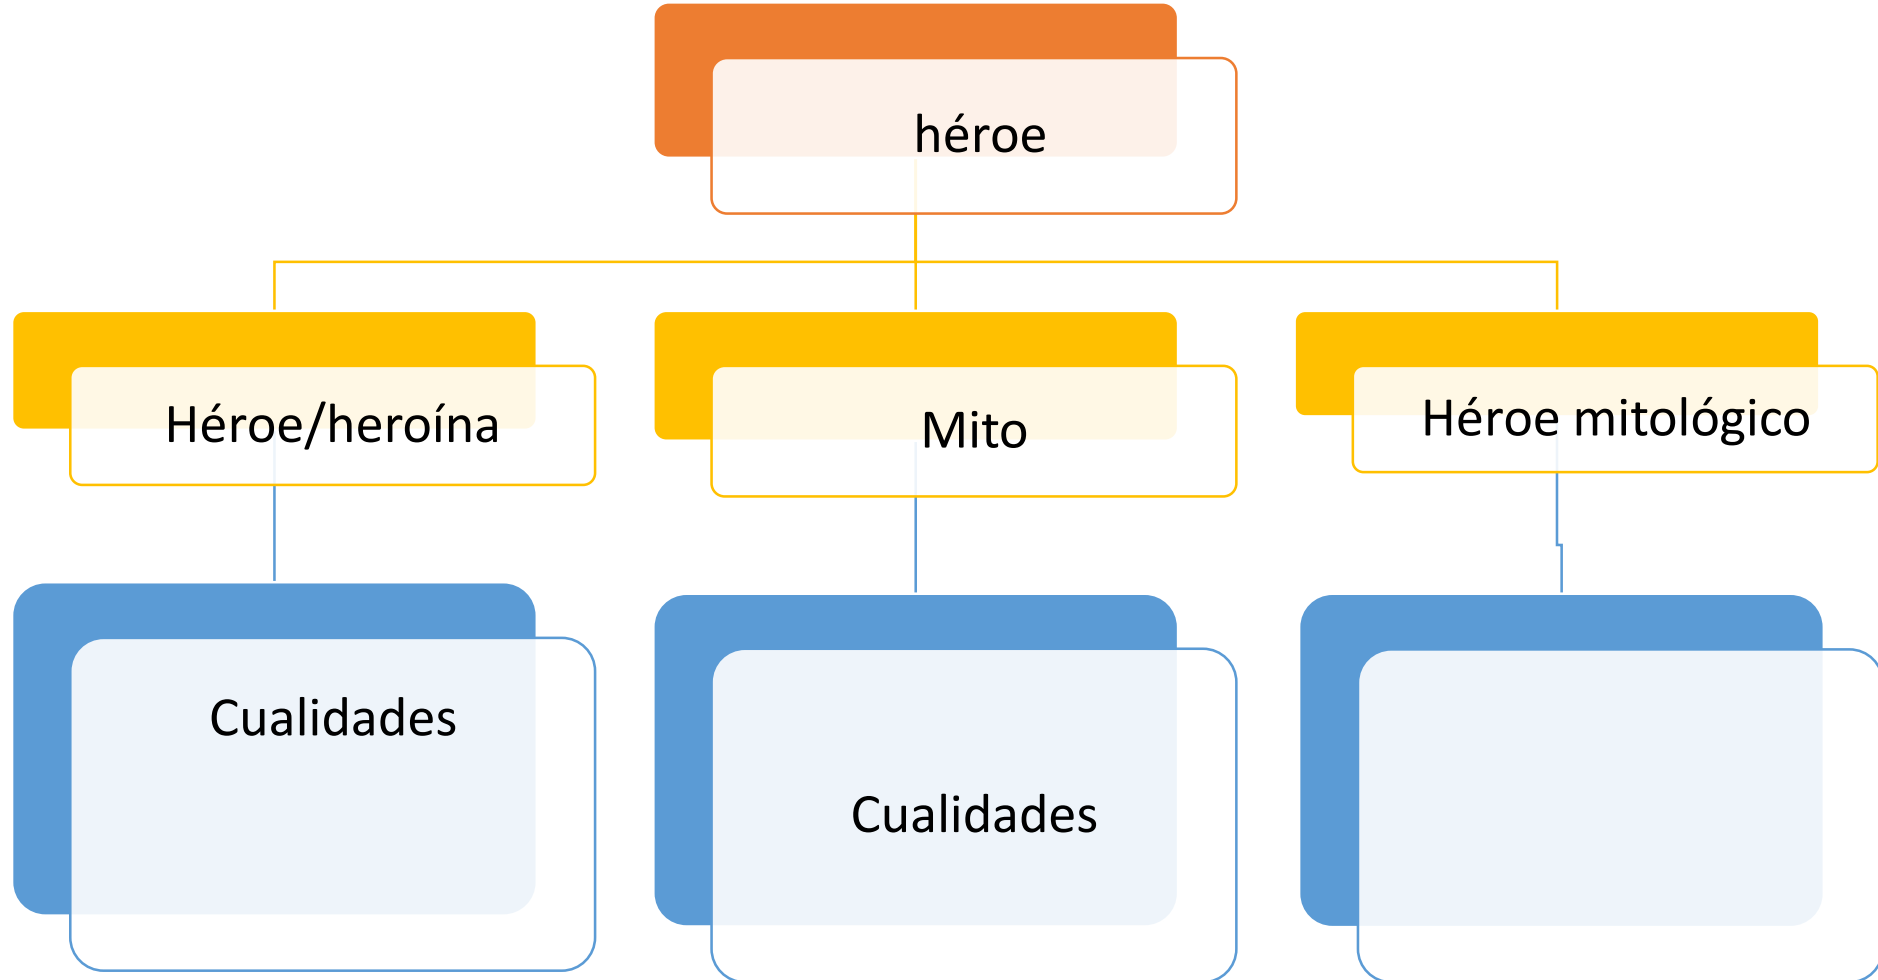 héroe
Héroe/heroína
Mito
Héroe mitológico
Cualidades
Cualidades